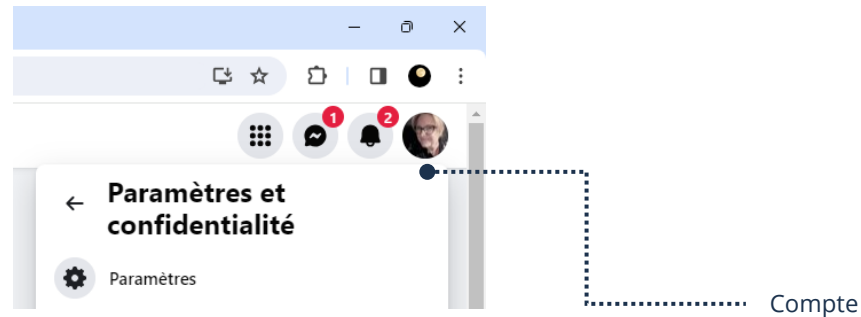 1
2
Paramètres et
confidentialité
Paramètres
Compte